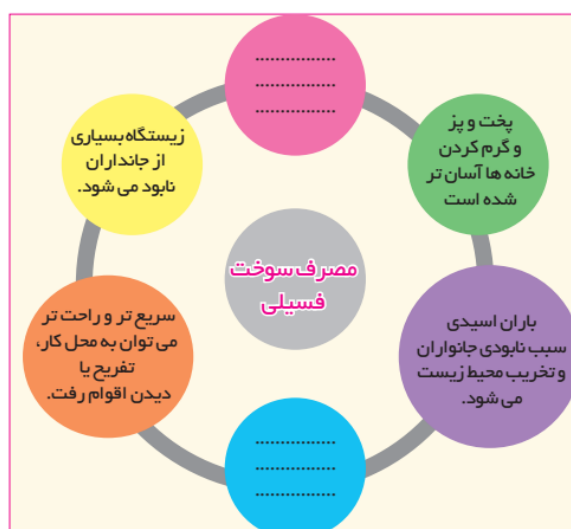 ................
................
................
پخت و پز
و گرم کردن
خانه ها آسان تر
شده است
زیستگاه بسیاری
از جانداران
نابود می شود.
مصرف سوخت
فسیلی
باران اسیدی
سبب نابودی جانواران
و تخریب محیط زیست
می شود.
سریع تر و راحت تر
می توان به محل کار،
تفریح یا
دیدن اقوام رفت.
................
................
................